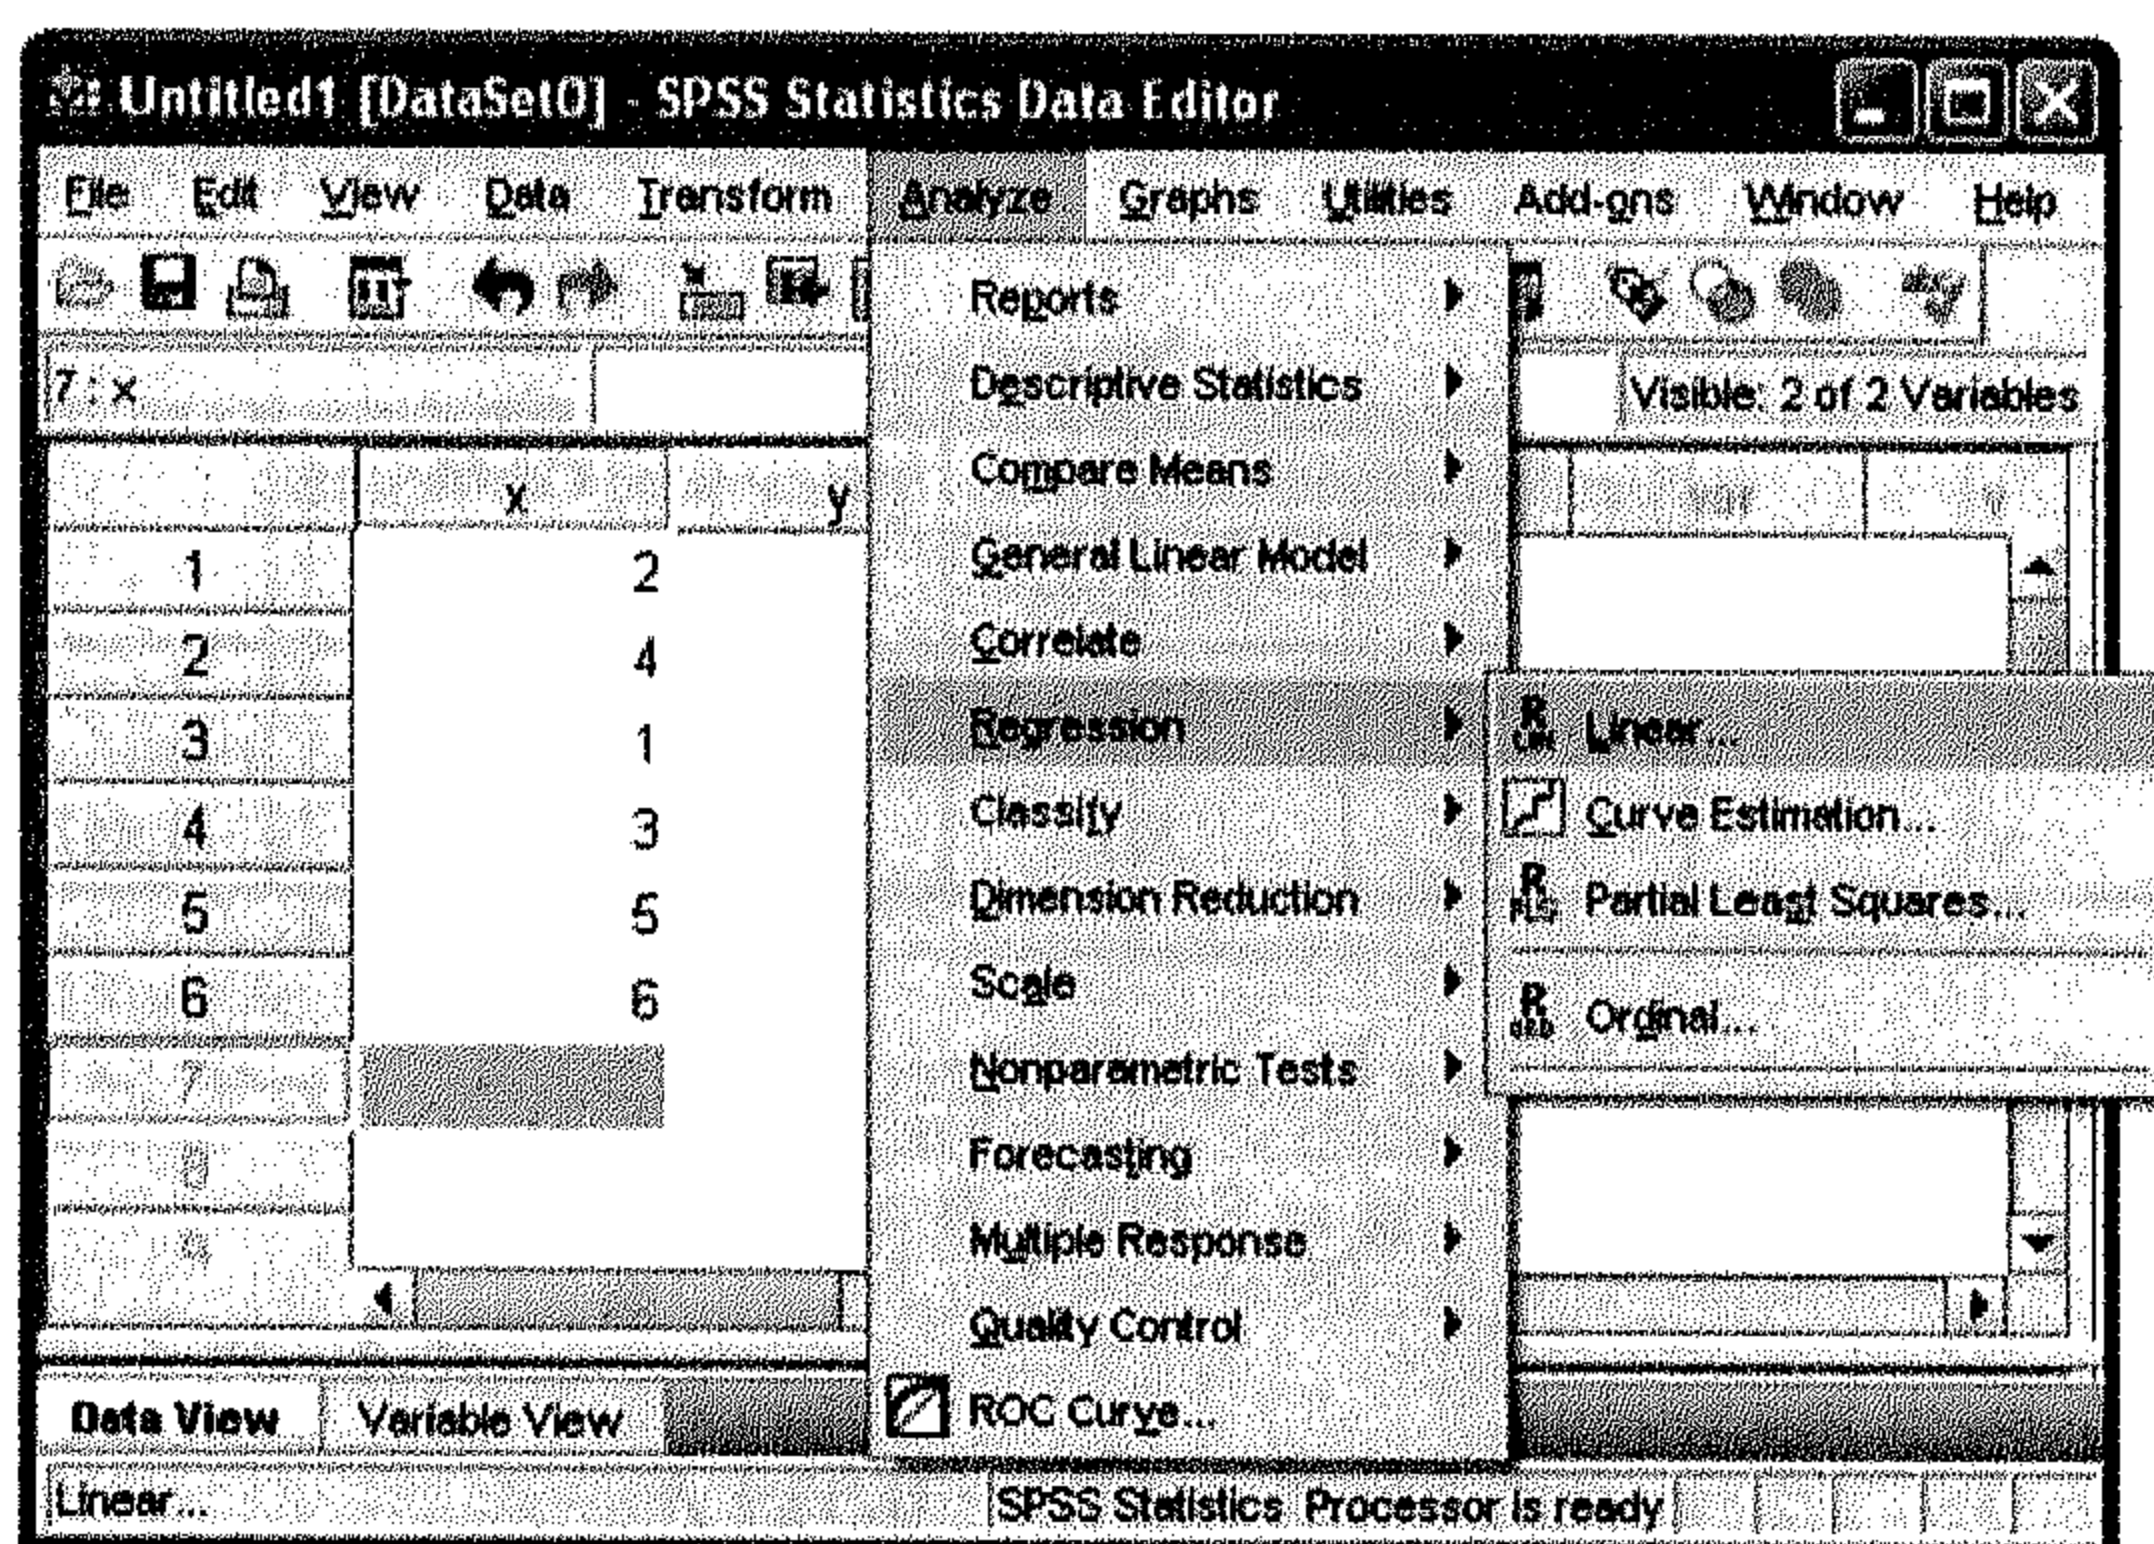 Untitled1 [DataSet0] - SPSS Statistics Data Editor
File Edit View Data Transform Analyze Graphs Utilities Add-ons Window Help
7 : x
Visible: 2 of 2 Variables
x y
1 2
2 4
3 1
4 3
5 5
6 6
7
8
Reports
Descriptive Statistics
Compare Means
General Linear Model
Correlate
Regression
Classify
Dimension Reduction
Scale
Nonparametric Tests
Forecasting
Multiple Response
Quality Control
ROC Curve...
R LIN Linear...
Curve Estimation...
R PLS Partial Least Squares...
R ORD Ordinal...
Data View Variable View
Linear...
SPSS Statistics Processor is ready